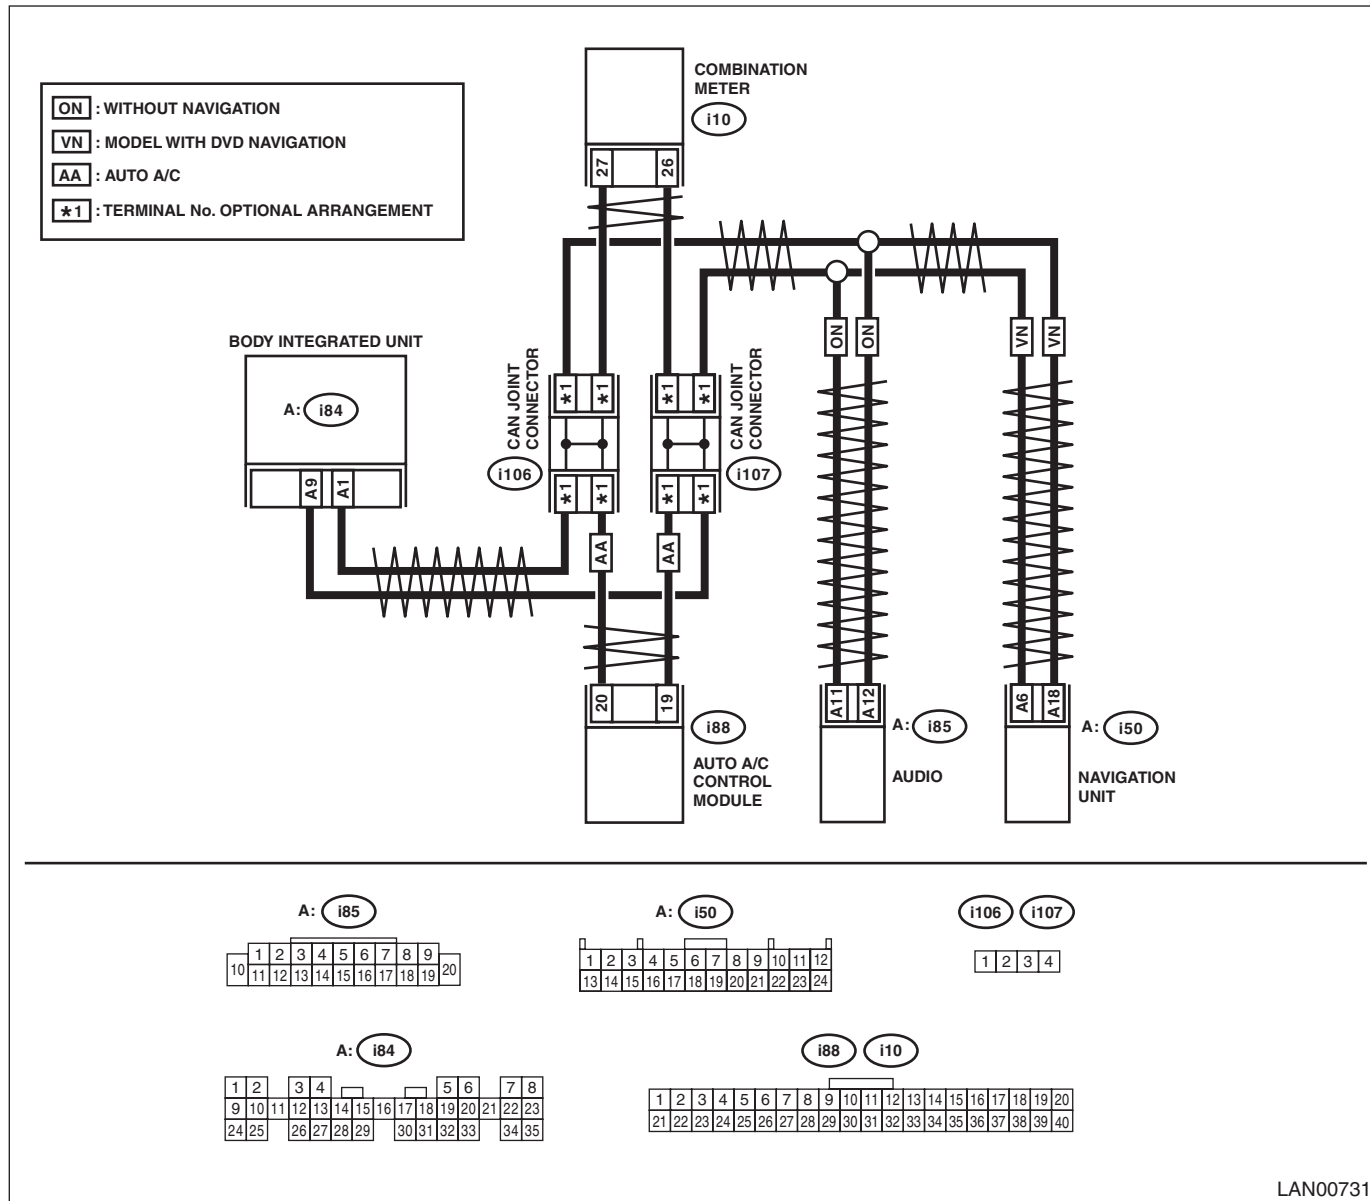 COMBINATION
METER
i10
ON : WITHOUT NAVIGATION
VN : MODEL WITH DVD NAVIGATION
AA : AUTO A/C
*1 : TERMINAL No. OPTIONAL ARRANGEMENT
27 26
BODY INTEGRATED UNIT
A: i84
A9 A1
ON ON VN VN
*1 *1 *1 *1
CAN JOINT
CONNECTOR
i106
CAN JOINT
CONNECTOR
i107
*1 *1 *1 *1
AA AA
20 19
i88
AUTO A/C
CONTROL
MODULE
A11 A12
A: i85
AUDIO
A6 A18
A: i50
NAVIGATION
UNIT
A: i85
1 2 3 4 5 6 7 8 9
10 11 12 13 14 15 16 17 18 19 20
A: i50
1 2 3 4 5 6 7 8 9 10 11 12
13 14 15 16 17 18 19 20 21 22 23 24
i106 i107
1 2 3 4
A: i84
1 2 3 4 5 6 7 8
9 10 11 12 13 14 15 16 17 18 19 20 21 22 23
24 25 26 27 28 29 30 31 32 33 34 35
i88 i10
1 2 3 4 5 6 7 8 9 10 11 12 13 14 15 16 17 18 19 20
21 22 23 24 25 26 27 28 29 30 31 32 33 34 35 36 37 38 39 40
LAN00731